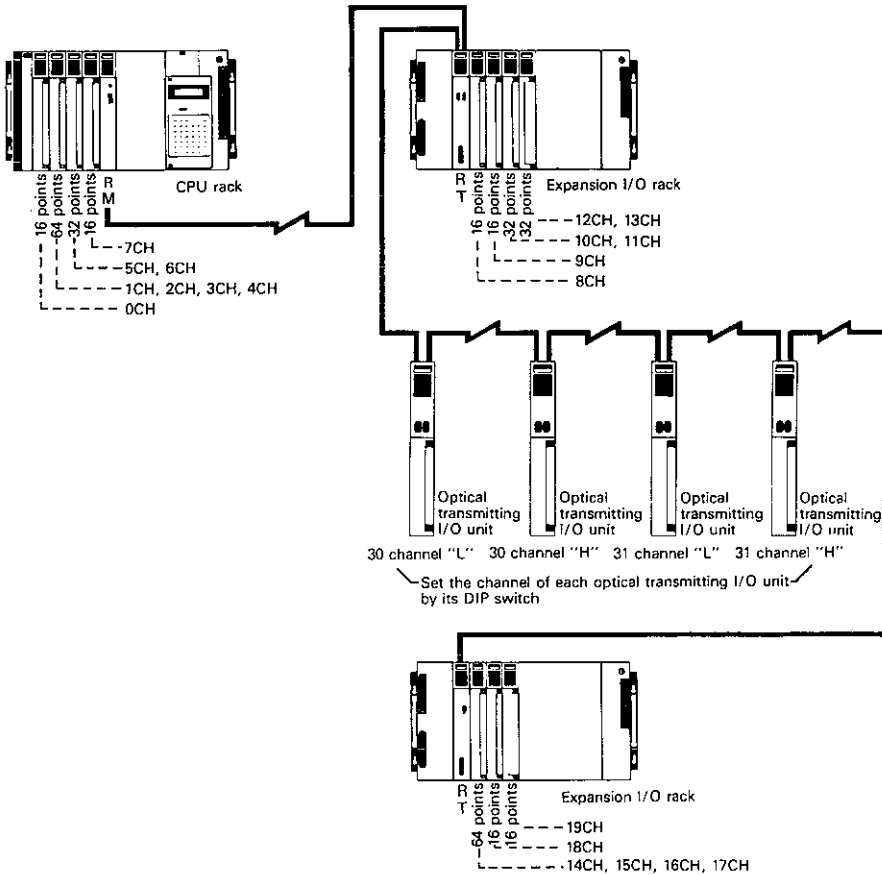 CPU rack
R
M
16 points
64 points
32 points
16 points
7CH
5CH, 6CH
1CH, 2CH, 3CH, 4CH
0CH
Expansion I/O rack
R
T
16 points
16 points
32 points
32 points
12CH, 13CH
10CH, 11CH
9CH
8CH
Optical
transmitting
I/O unit
Optical
transmitting
I/O unit
Optical
transmitting
I/O unit
Optical
transmitting
I/O unit
30 channel "L"
30 channel "H"
31 channel "L"
31 channel "H"
Set the channel of each optical transmitting I/O unit
by its DIP switch
Expansion I/O rack
R
T
64 points
16 points
16 points
19CH
18CH
14CH, 15CH, 16CH, 17CH